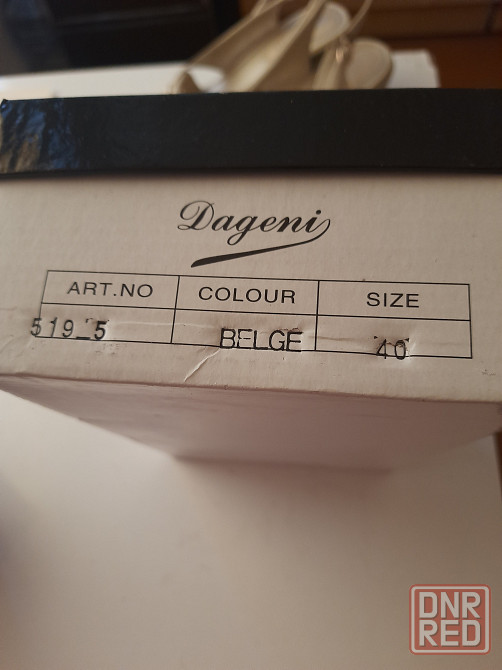 Dageni
ART.NO COLOUR SIZE
519_5 BELGE 40
DNR
RED